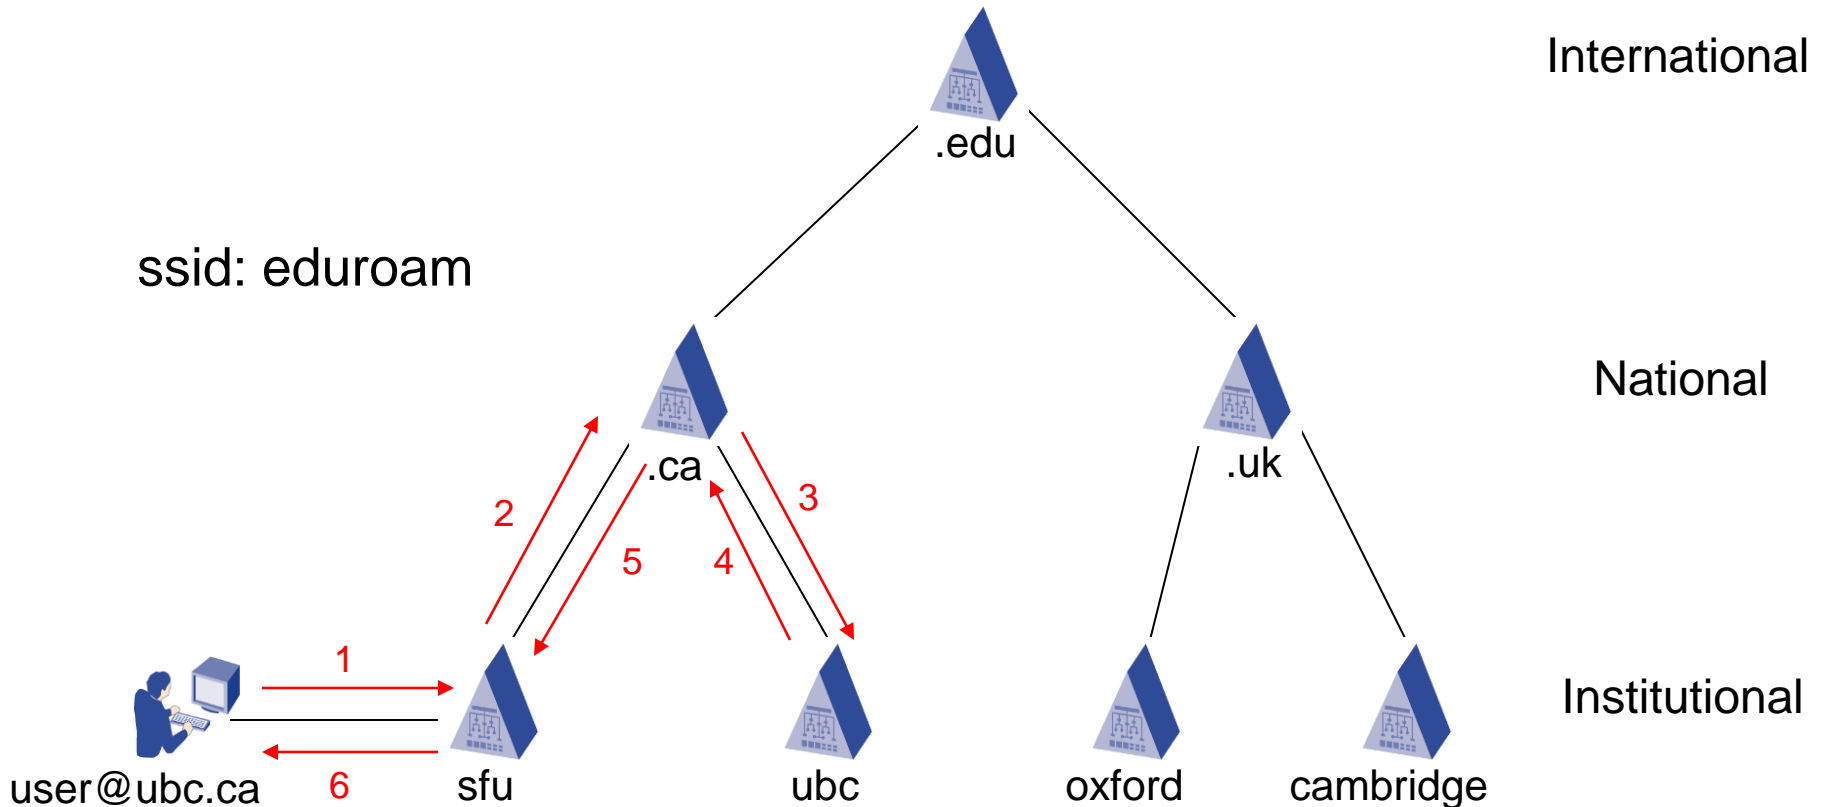 International
.edu
ssid: eduroam
National
.ca
.uk
2
3
5
4
1
Institutional
user@ubc.ca
6
sfu
ubc
oxford
cambridge